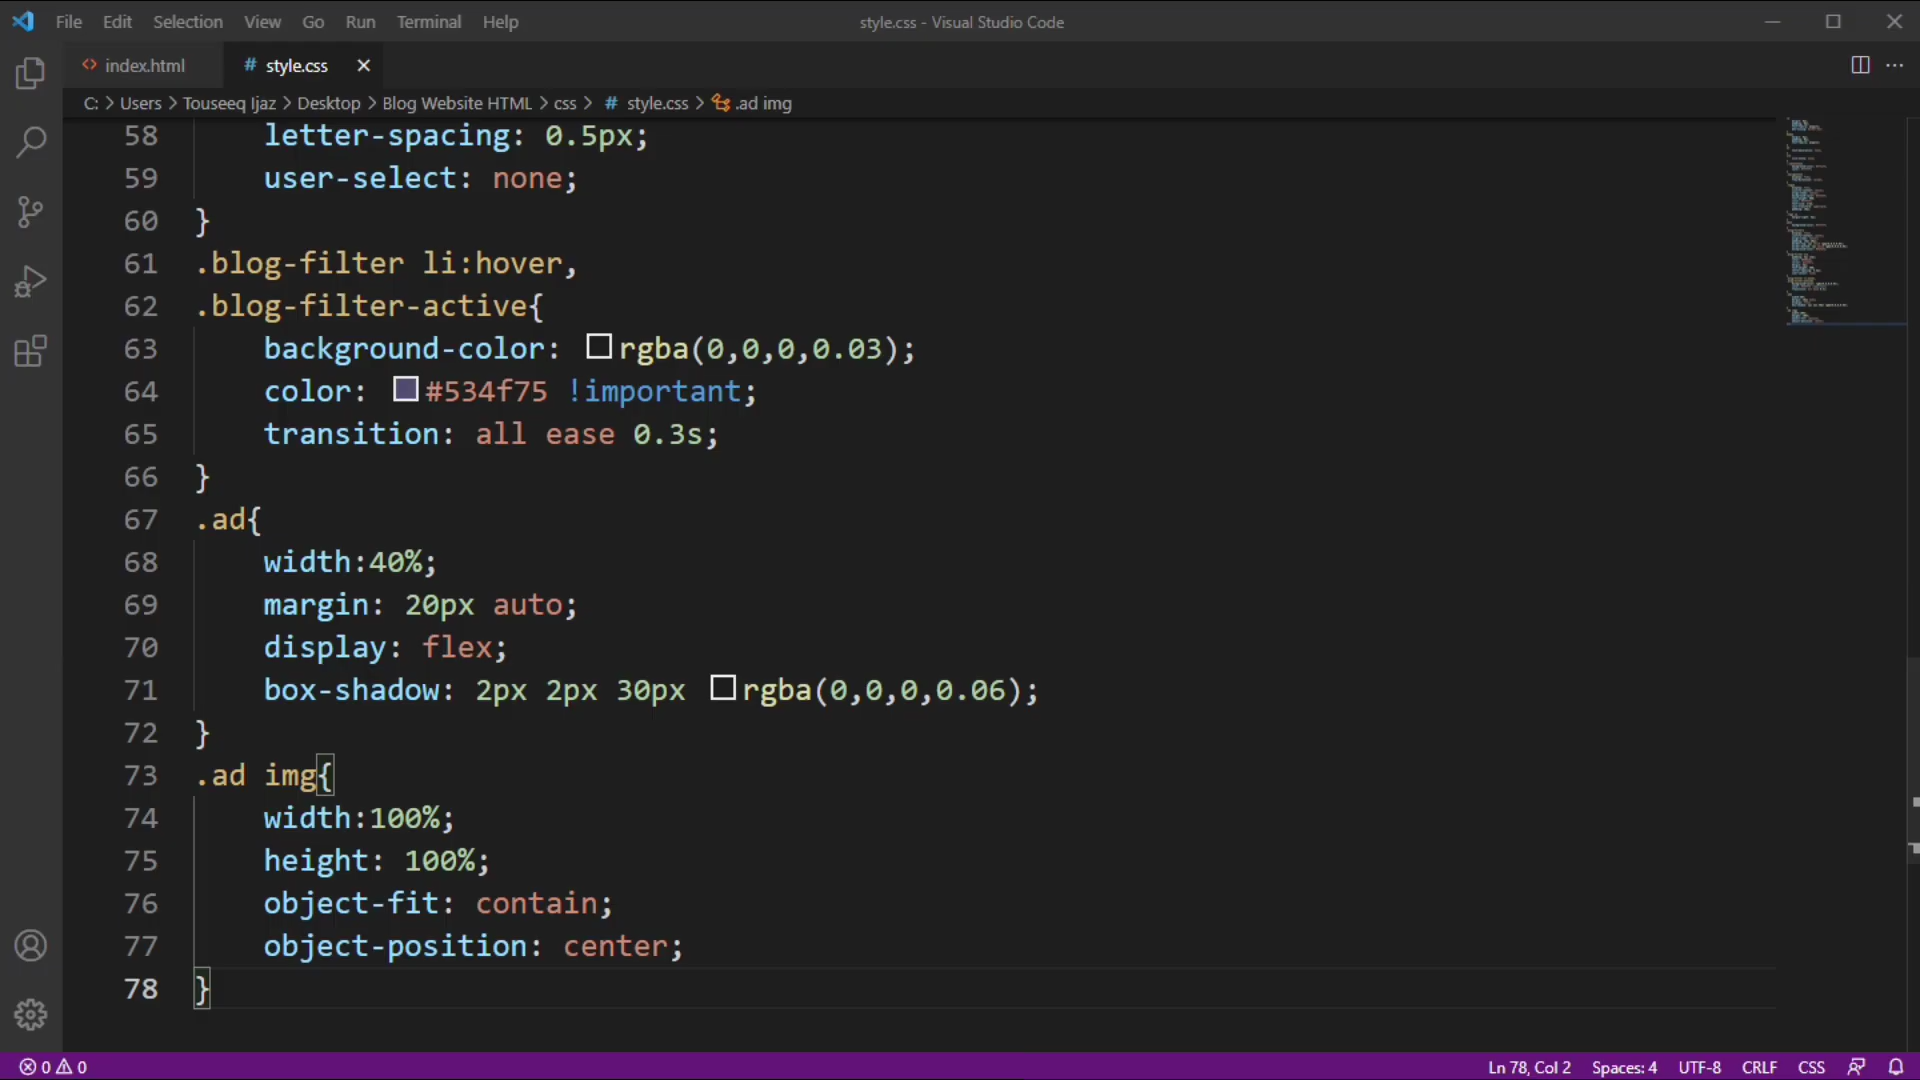 File Edit Selection View Go Run Terminal Help
style.css - Visual Studio Code
index.html
# style.css
C: > Users > Touseeq Ijaz > Desktop > Blog Website HTML > css > # style.css > .ad img
58 letter-spacing: 0.5px;
59 user-select: none;
60 }
61 .blog-filter li:hover,
62 .blog-filter-active{
63 background-color: rgba(0,0,0,0.03);
64 color: #534f75 !important;
65 transition: all ease 0.3s;
66 }
67 .ad{
68 width:40%;
69 margin: 20px auto;
70 display: flex;
71 box-shadow: 2px 2px 30px rgba(0,0,0,0.06);
72 }
73 .ad img{
74 width:100%;
75 height: 100%;
76 object-fit: contain;
77 object-position: center;
78 }
0 0
Ln 78, Col 2 Spaces: 4 UTF-8 CRLF CSS